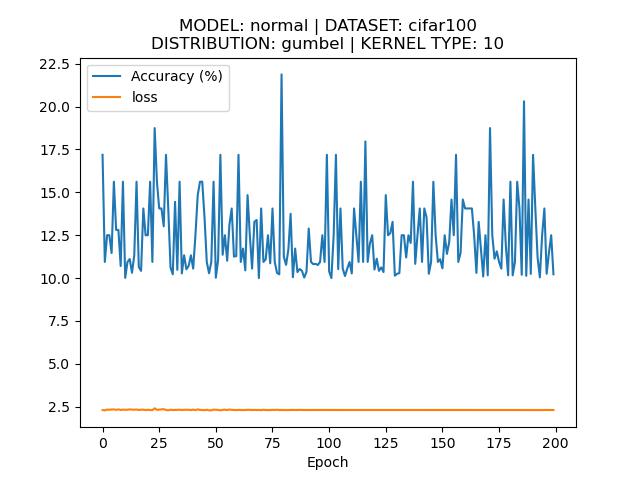 MODEL: normal | DATASET: cifar100
DISTRIBUTION: gumbel | KERNEL TYPE: 10
22.5
20.0
17.5
15.0
12.5
10.0
7.5
5.0
2.5
Accuracy (%)
loss
0 25 50 75 100 125 150 175 200
Epoch